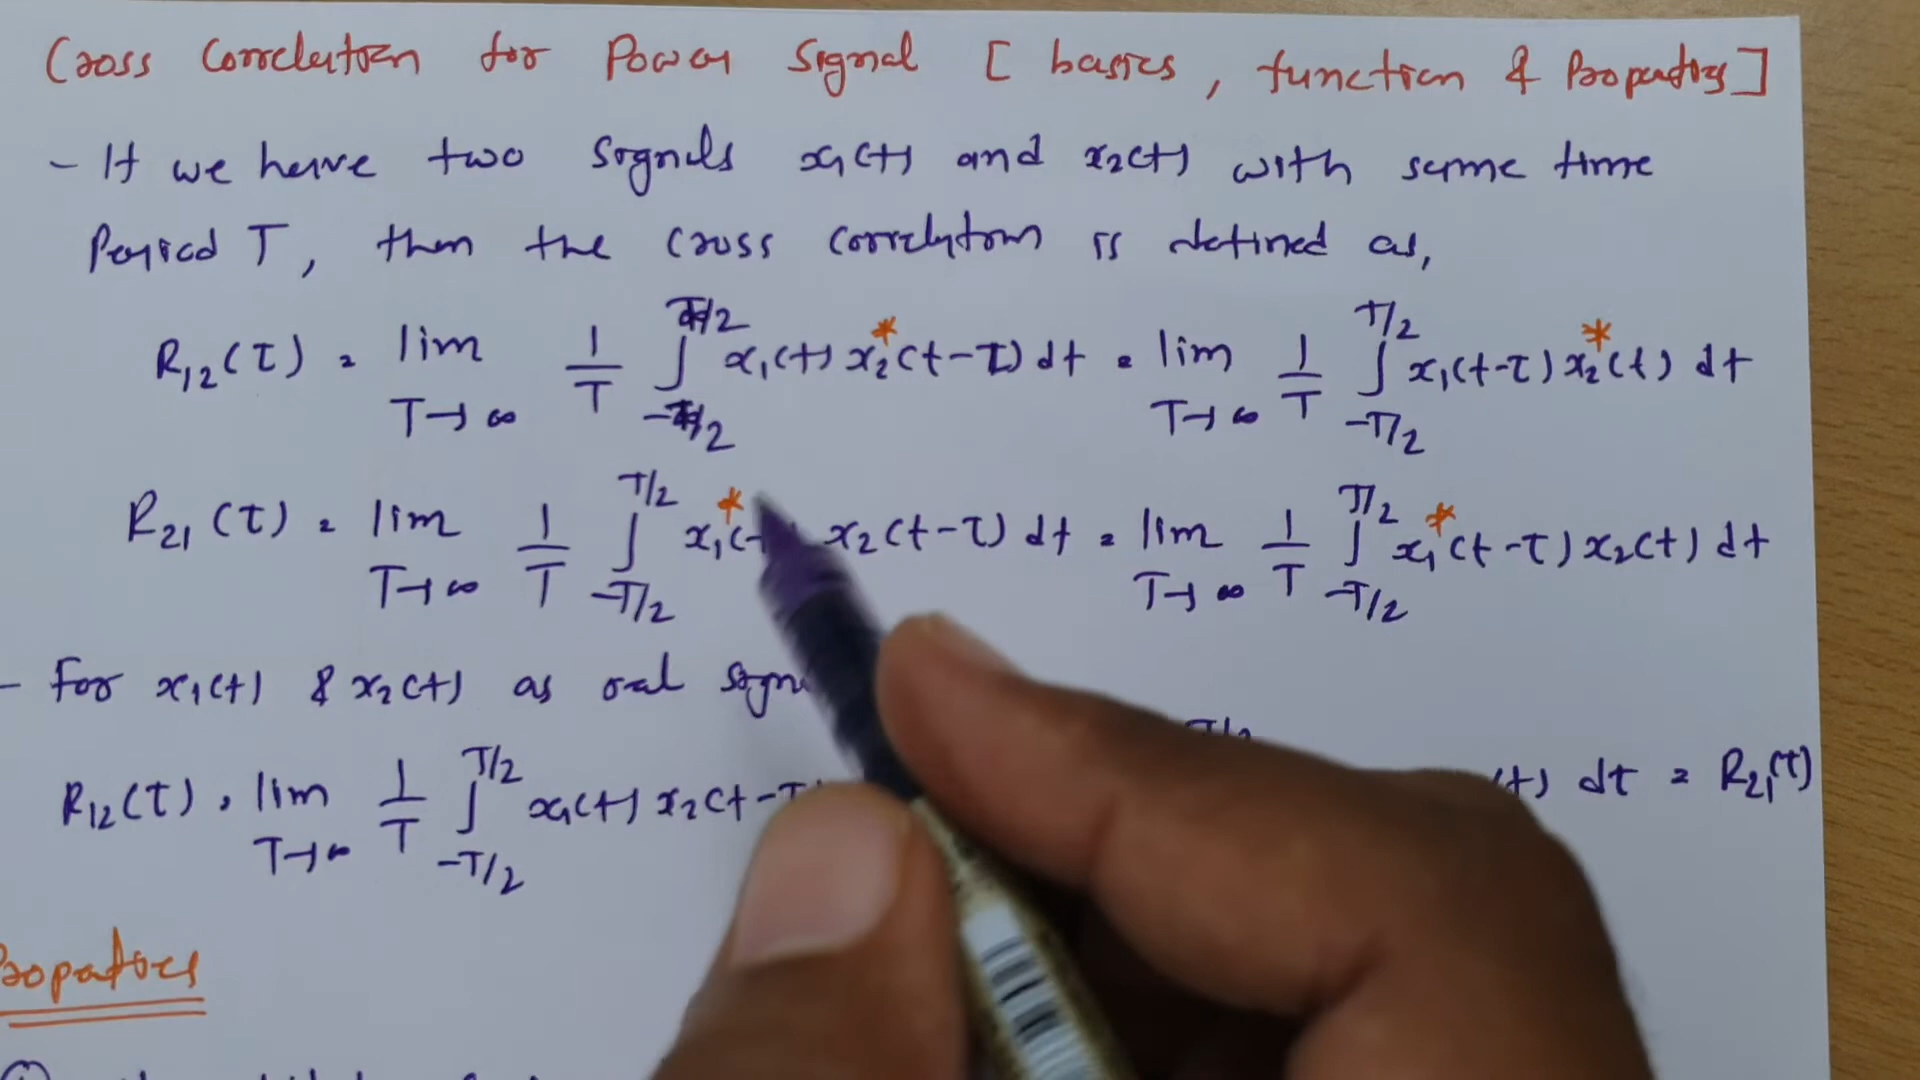 Cross Correlation for Power Signal [ basics , function & Properties ]
- If we have two signals x₁(t) and x₂(t) with same time
Period T , then the cross correlation is defined as,
R₁₂(τ) = lim T→∞ 1/T ∫ -T/2 T/2 x₁(t) x₂*(t-τ) dt = lim T→∞ 1/T ∫ -T/2 T/2 x₁(t-τ) x₂*(t) dt
R₂₁(τ) = lim T→∞ 1/T ∫ -T/2 T/2 x₁*(t x₂(t-τ) dt = lim T→∞ 1/T ∫ -T/2 T/2 x₁*(t-τ) x₂(t) dt
- For x₁(t) & x₂(t) as real sign
R₁₂(τ) = lim T→∞ 1/T ∫ -T/2 T/2 x₁(t) x₂(t-τ T/2 (t) dt = R₂₁(τ)
Properties
①